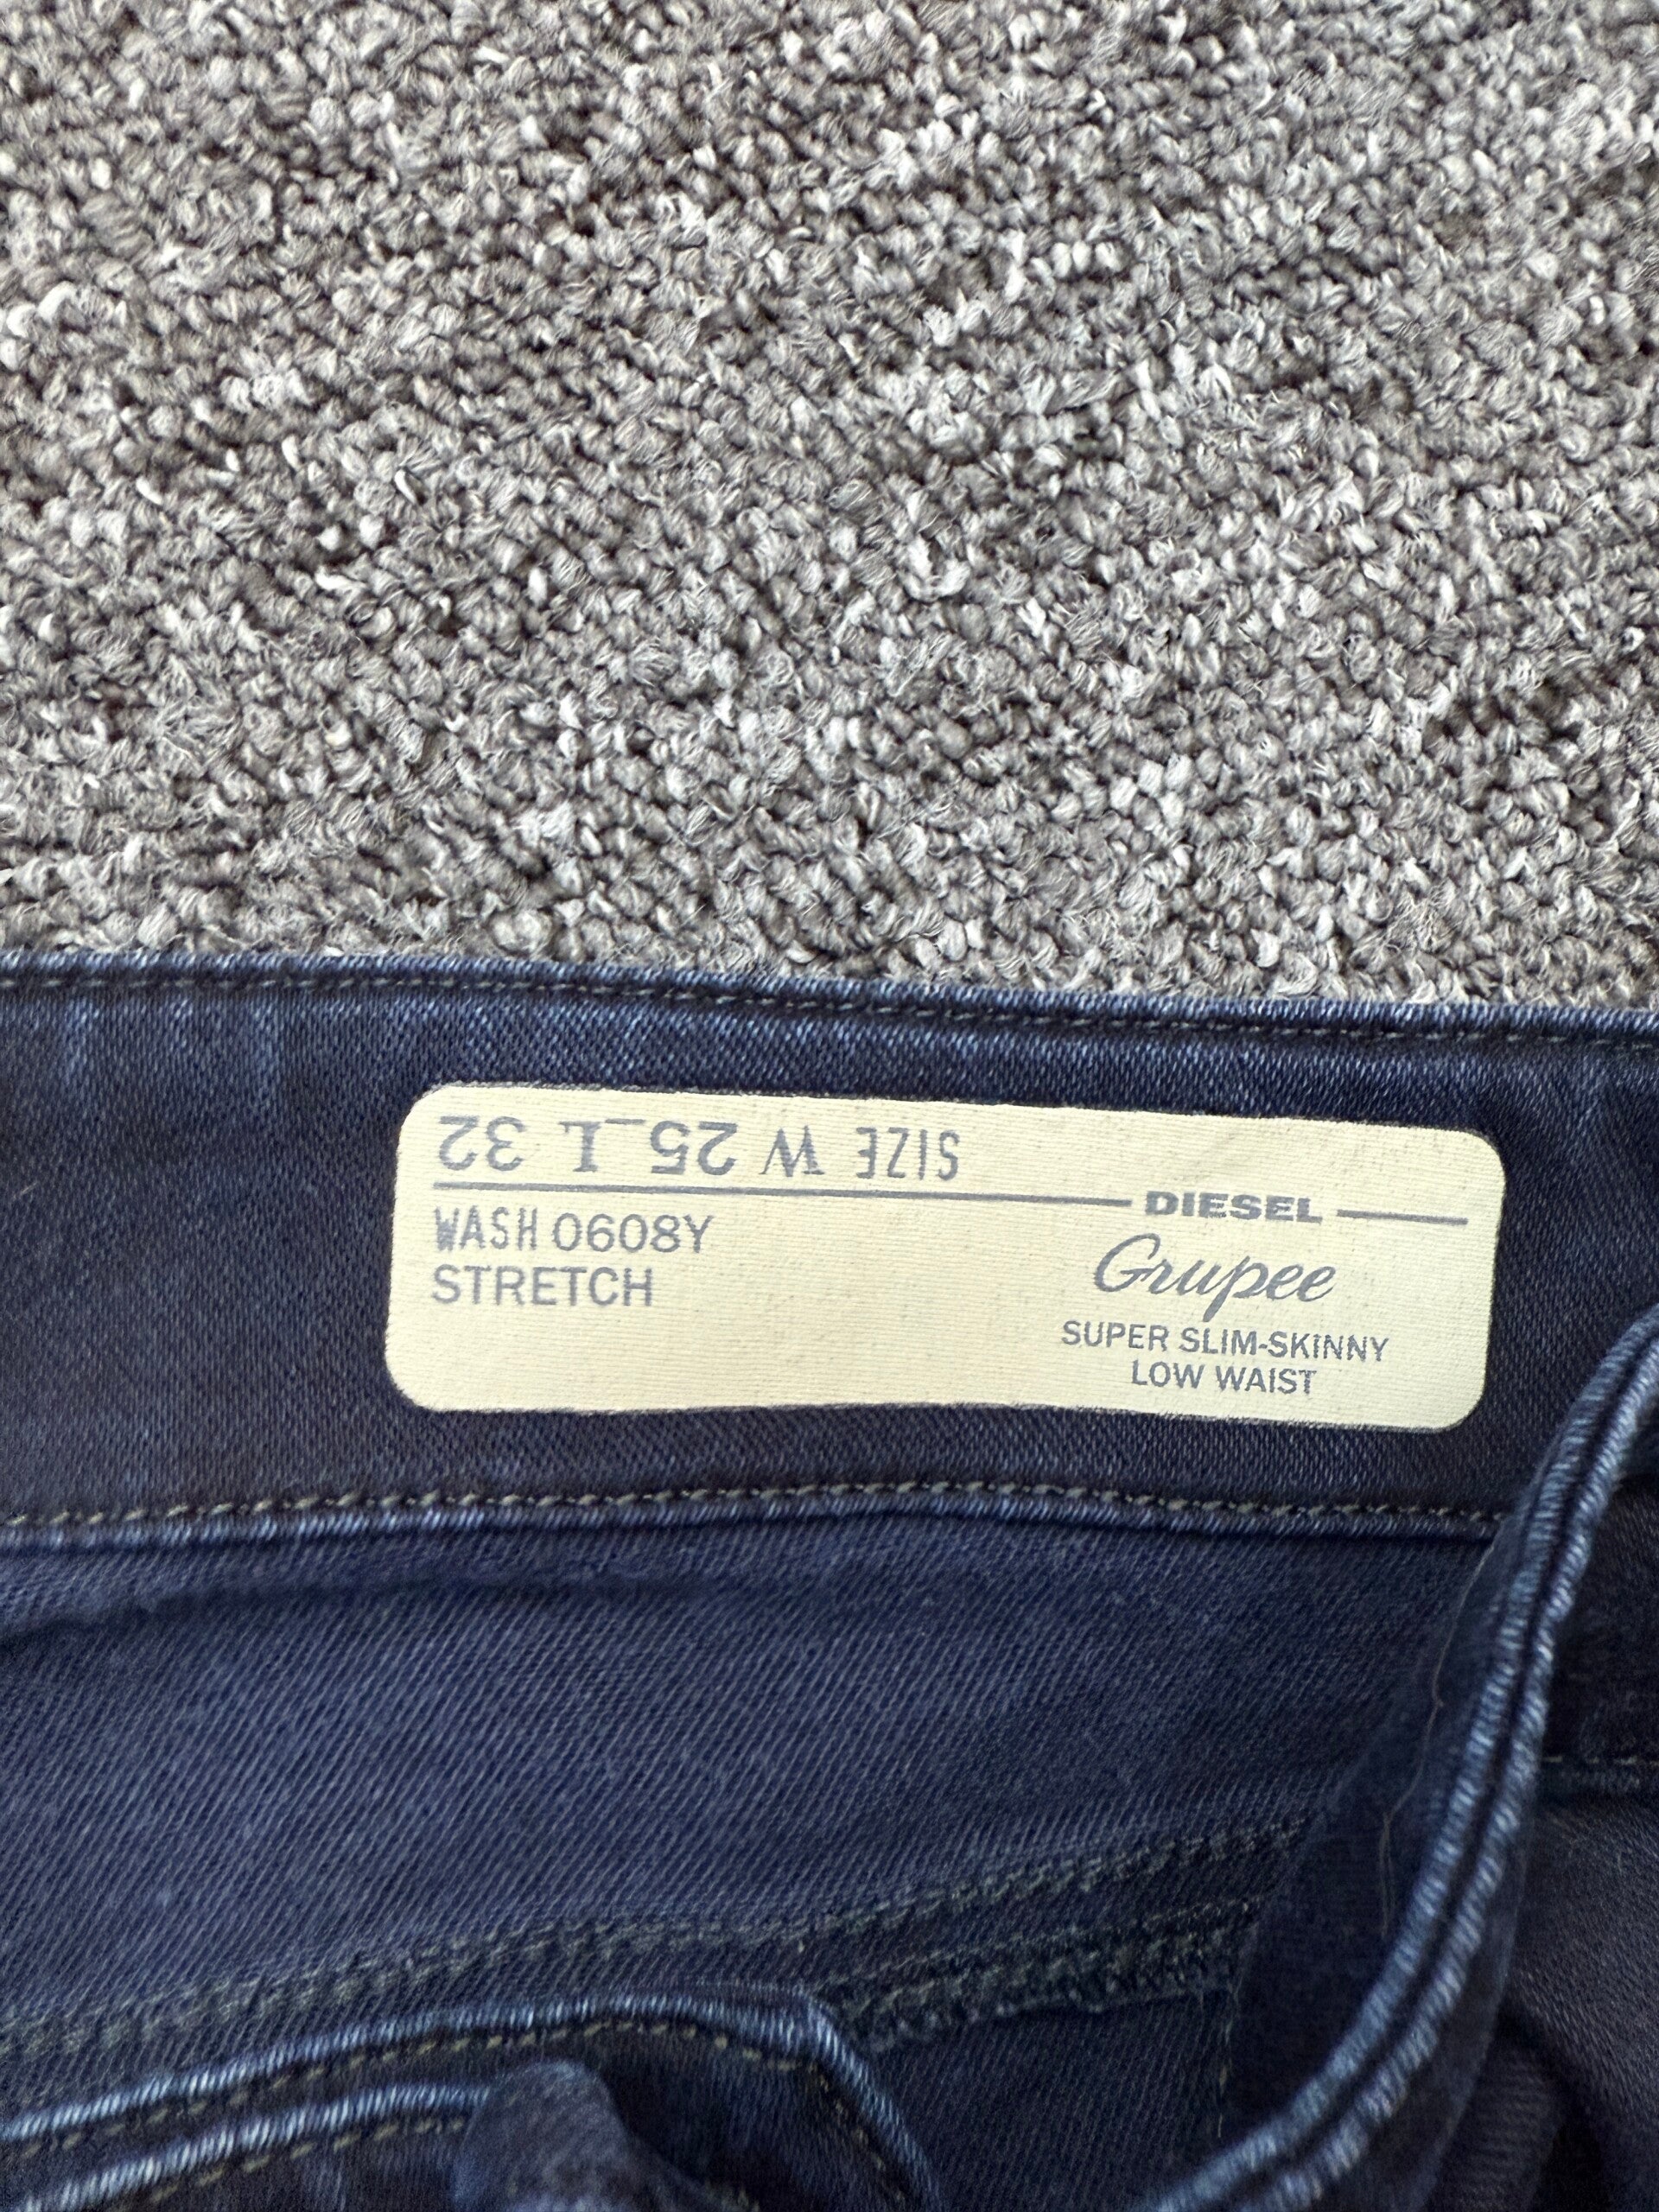 SIZE W 25 L 32
DIESEL
WASH 0608Y
STRETCH
Grupee
SUPER SLIM-SKINNY
LOW WAIST